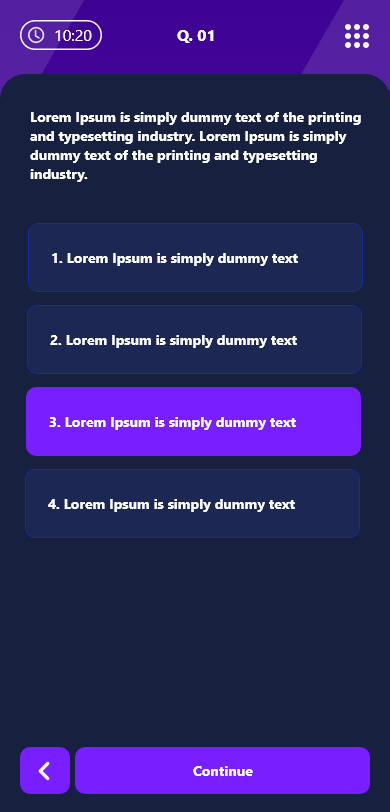 10:20
Q. 01
Lorem Ipsum is simply dummy text of the printing
and typesetting industry. Lorem Ipsum is simply
dummy text of the printing and typesetting
industry.
1. Lorem Ipsum is simply dummy text
2. Lorem Ipsum is simply dummy text
3. Lorem Ipsum is simply dummy text
4. Lorem Ipsum is simply dummy text
Continue